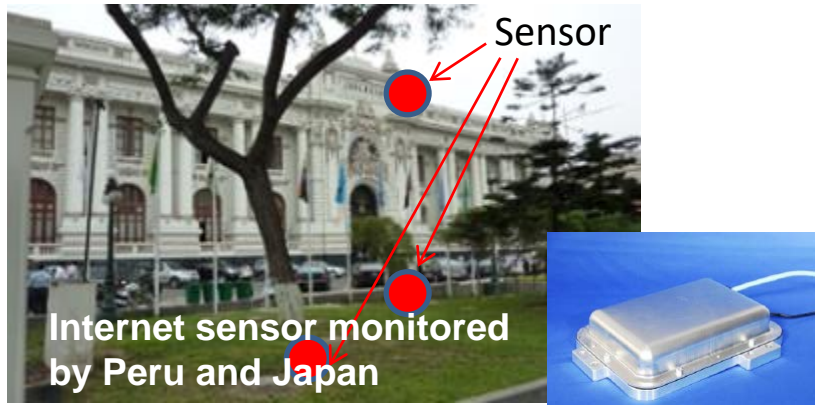 Sensor
Internet sensor monitored
by Peru and Japan